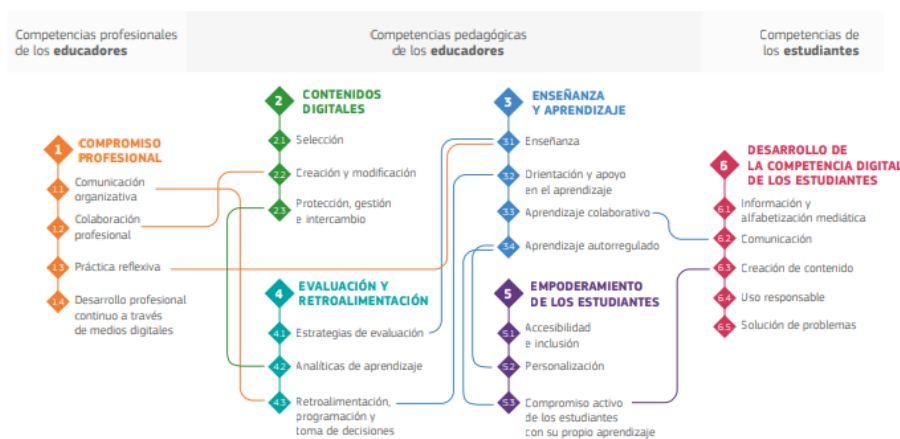 Competencias profesionales
de los educadores
Competencias pedagógicas
de los educadores
Competencias de
los estudiantes
1
COMPROMISO
PROFESIONAL
1.1
Comunicación
organizativa
1.2
Colaboración
profesional
1.3
Práctica reflexiva
1.4
Desarrollo profesional
continuo a través
de medios digitales
2
CONTENIDOS
DIGITALES
2.1
Selección
2.2
Creación y modificación
2.3
Protección, gestión
e intercambio
4
EVALUACIÓN Y
RETROALIMENTACIÓN
4.1
Estrategias de evaluación
4.2
Analíticas de aprendizaje
4.3
Retroalimentación,
programación y
toma de decisiones
3
ENSEÑANZA
Y APRENDIZAJE
3.1
Enseñanza
3.2
Orientación y apoyo
en el aprendizaje
3.3
Aprendizaje colaborativo
3.4
Aprendizaje autorregulado
5
EMPODERAMIENTO
DE LOS ESTUDIANTES
5.1
Accesibilidad
e inclusión
5.2
Personalización
5.3
Compromiso activo
de los estudiantes
con su propio aprendizaje
6
DESARROLLO DE
LA COMPETENCIA DIGITAL
DE LOS ESTUDIANTES
6.1
Información y
alfabetización mediática
6.2
Comunicación
6.3
Creación de contenido
6.4
Uso responsable
6.5
Solución de problemas